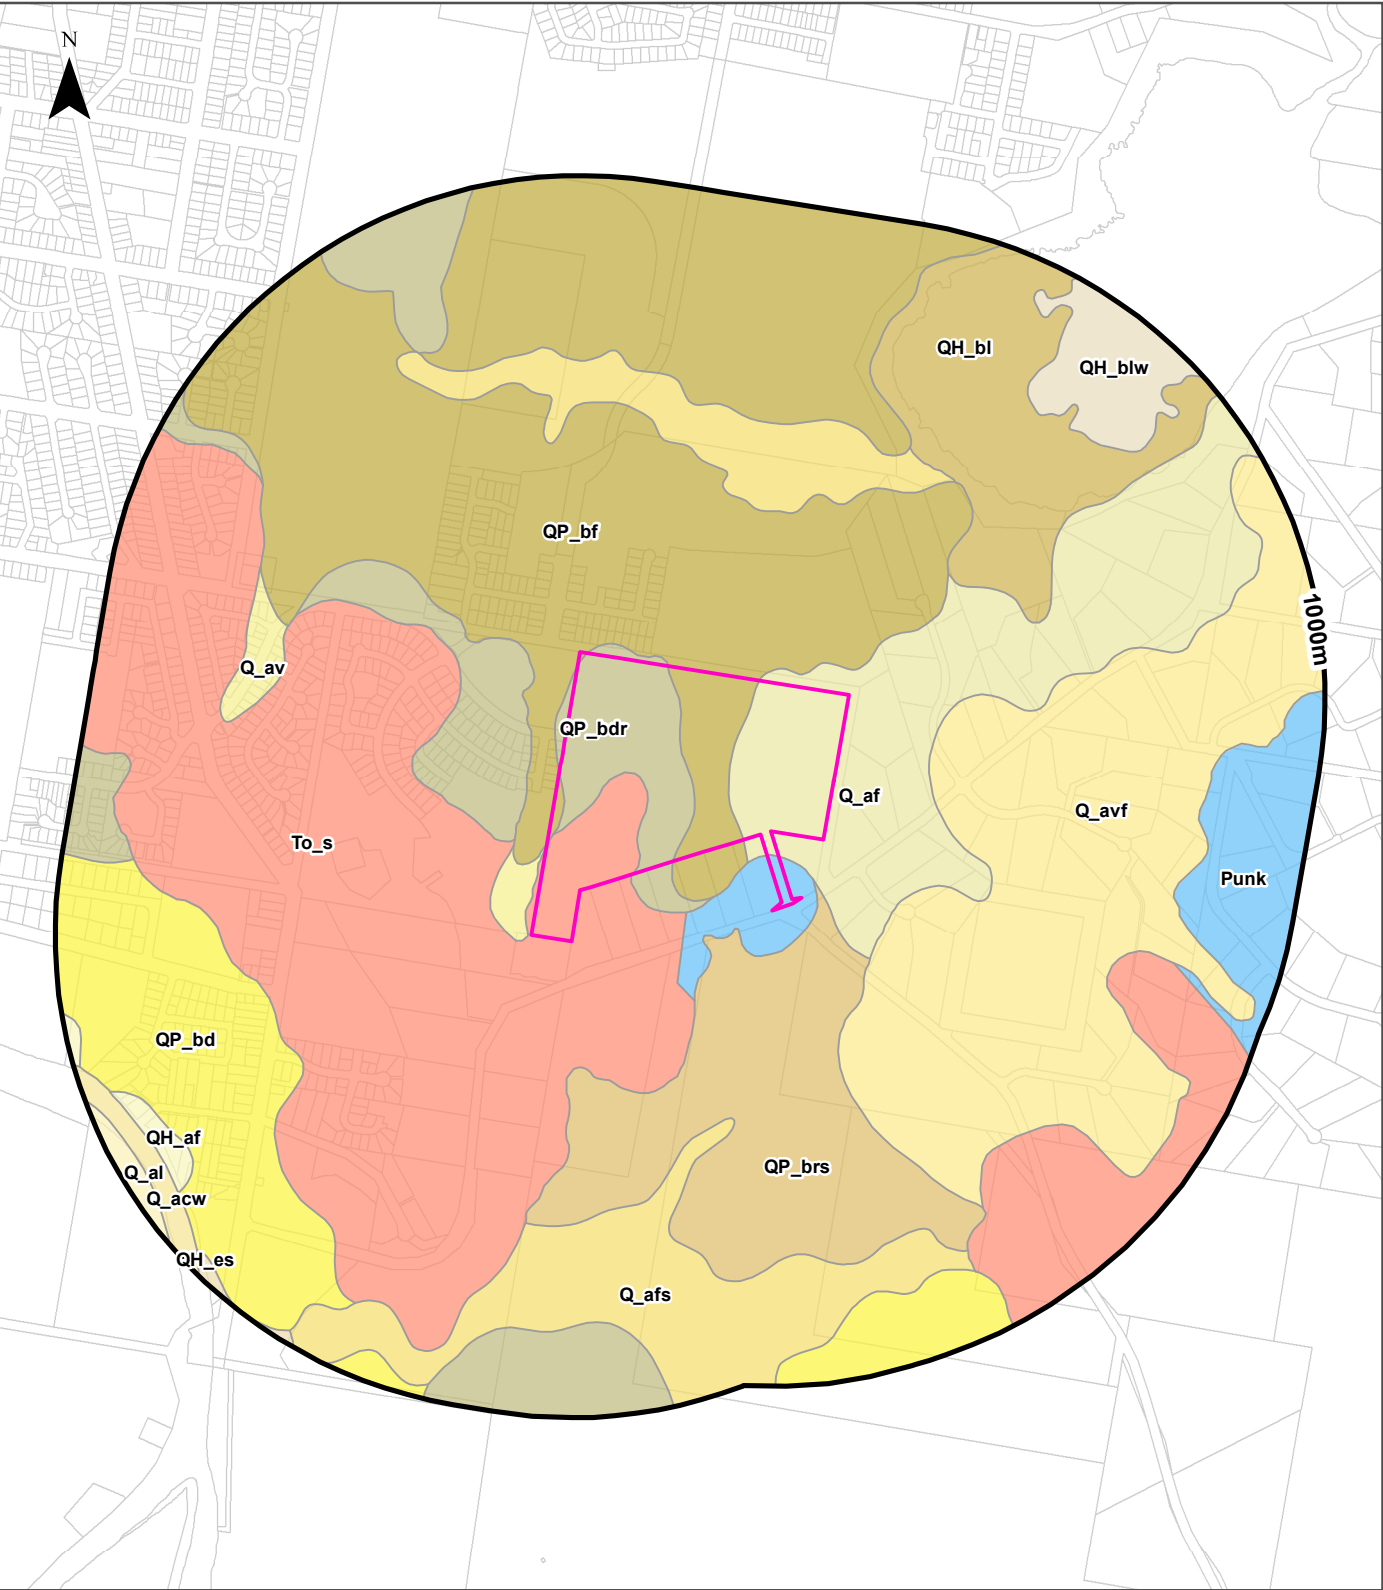 N
QH_bl
QH_blw
QP_bf
1000m
Q_av
QP_bdr
Q_af
Q_avf
To_s
Punk
QP_bd
QH_af
Q_al
QP_brs
Q_acw
QH_es
Q_afs